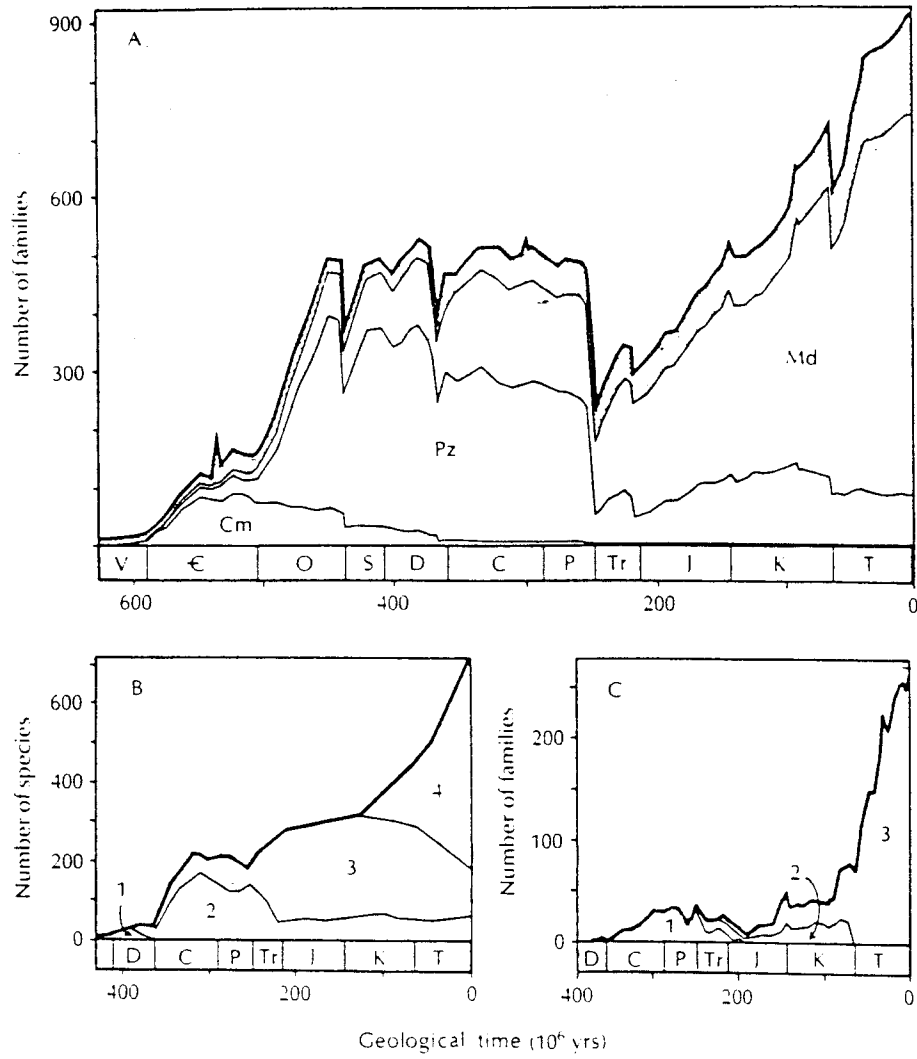 A
900
600
300
Number of families
Md
Pz
Cm
V Є O S D C P Tr J K T
600 400 200 0
B
600
400
200
0
Number of species
1
2
3
4
D C P Tr J K T
400 200 0
C
200
100
50
0
Number of families
1
2
3
D C P Tr J K T
400 200 0
Geological time (10⁶ yrs)